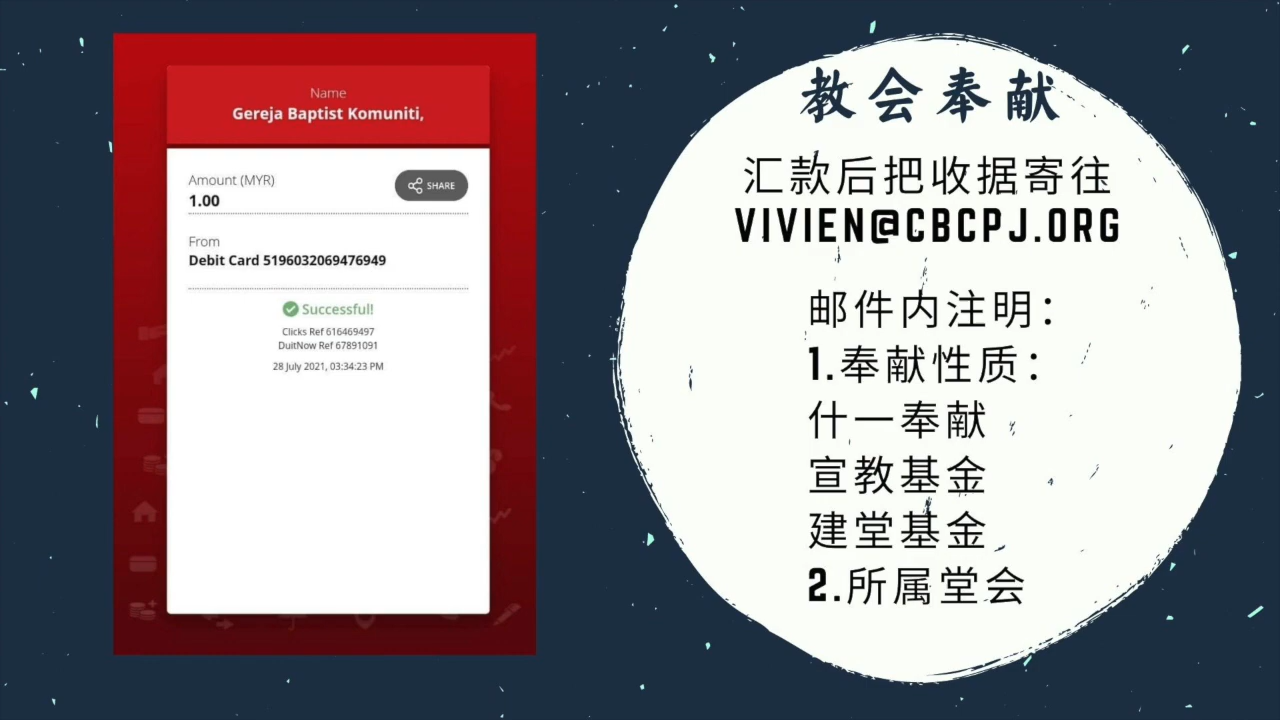 Name
Gereja Baptist Komuniti,
Amount (MYR)
1.00
SHARE
From
Debit Card 5196032069476949
Successful!
Clicks Ref 616469497
DuitNow Ref 67891091
28 July 2021, 03:34:23 PM
教会奉献
汇款后把收据寄往
VIVIEN@CBCPJ.ORG
邮件内注明:
1.奉献性质:
什一奉献
宣教基金
建堂基金
2.所属堂会